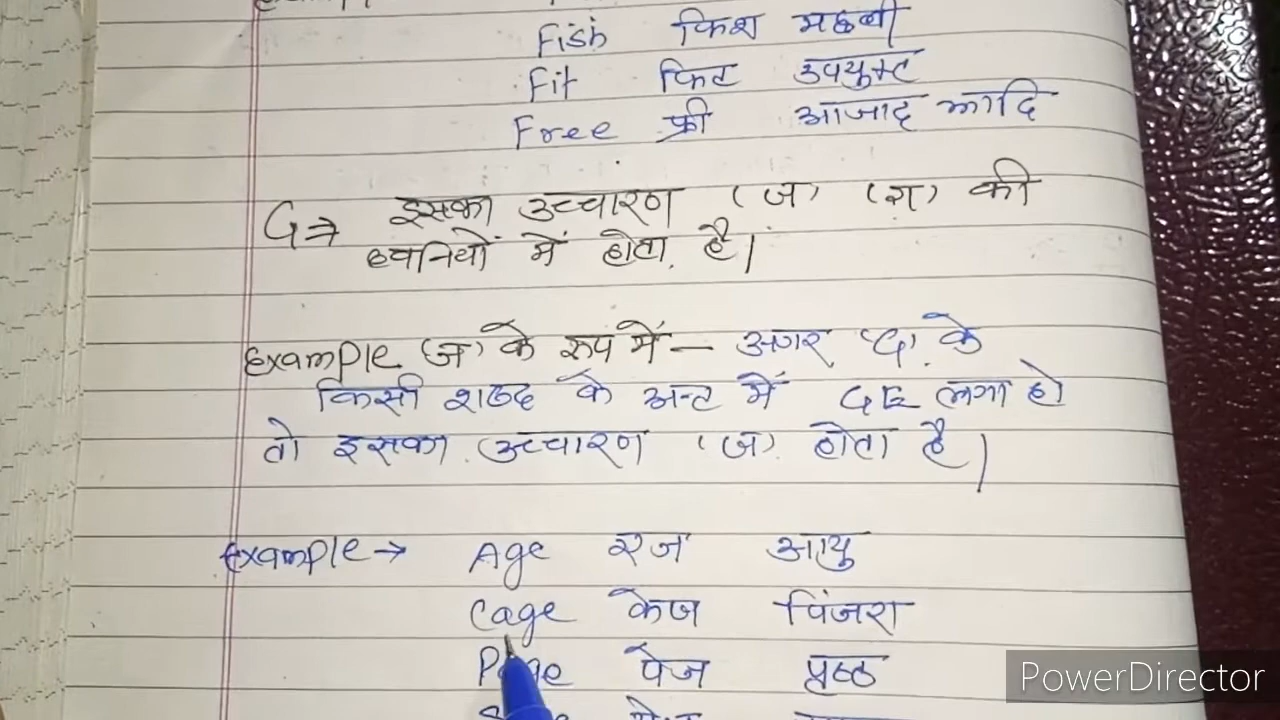 Fish फिश मछली
Fit फिट उपयुक्त
Free फ्री आजाद आदि
G⇒ इसका उच्चारण (ज) (ग) की
ध्वनियों में होता है।
Example (ज) के रुप में - अगर 'G' के
किसी शब्द के अन्त में GE लगा हो
तो इसका उच्चारण (ज) होता है।
Example → Age एज आयु
Cage केज पिंजरा
Page पेज पृष्ठ
PowerDirector